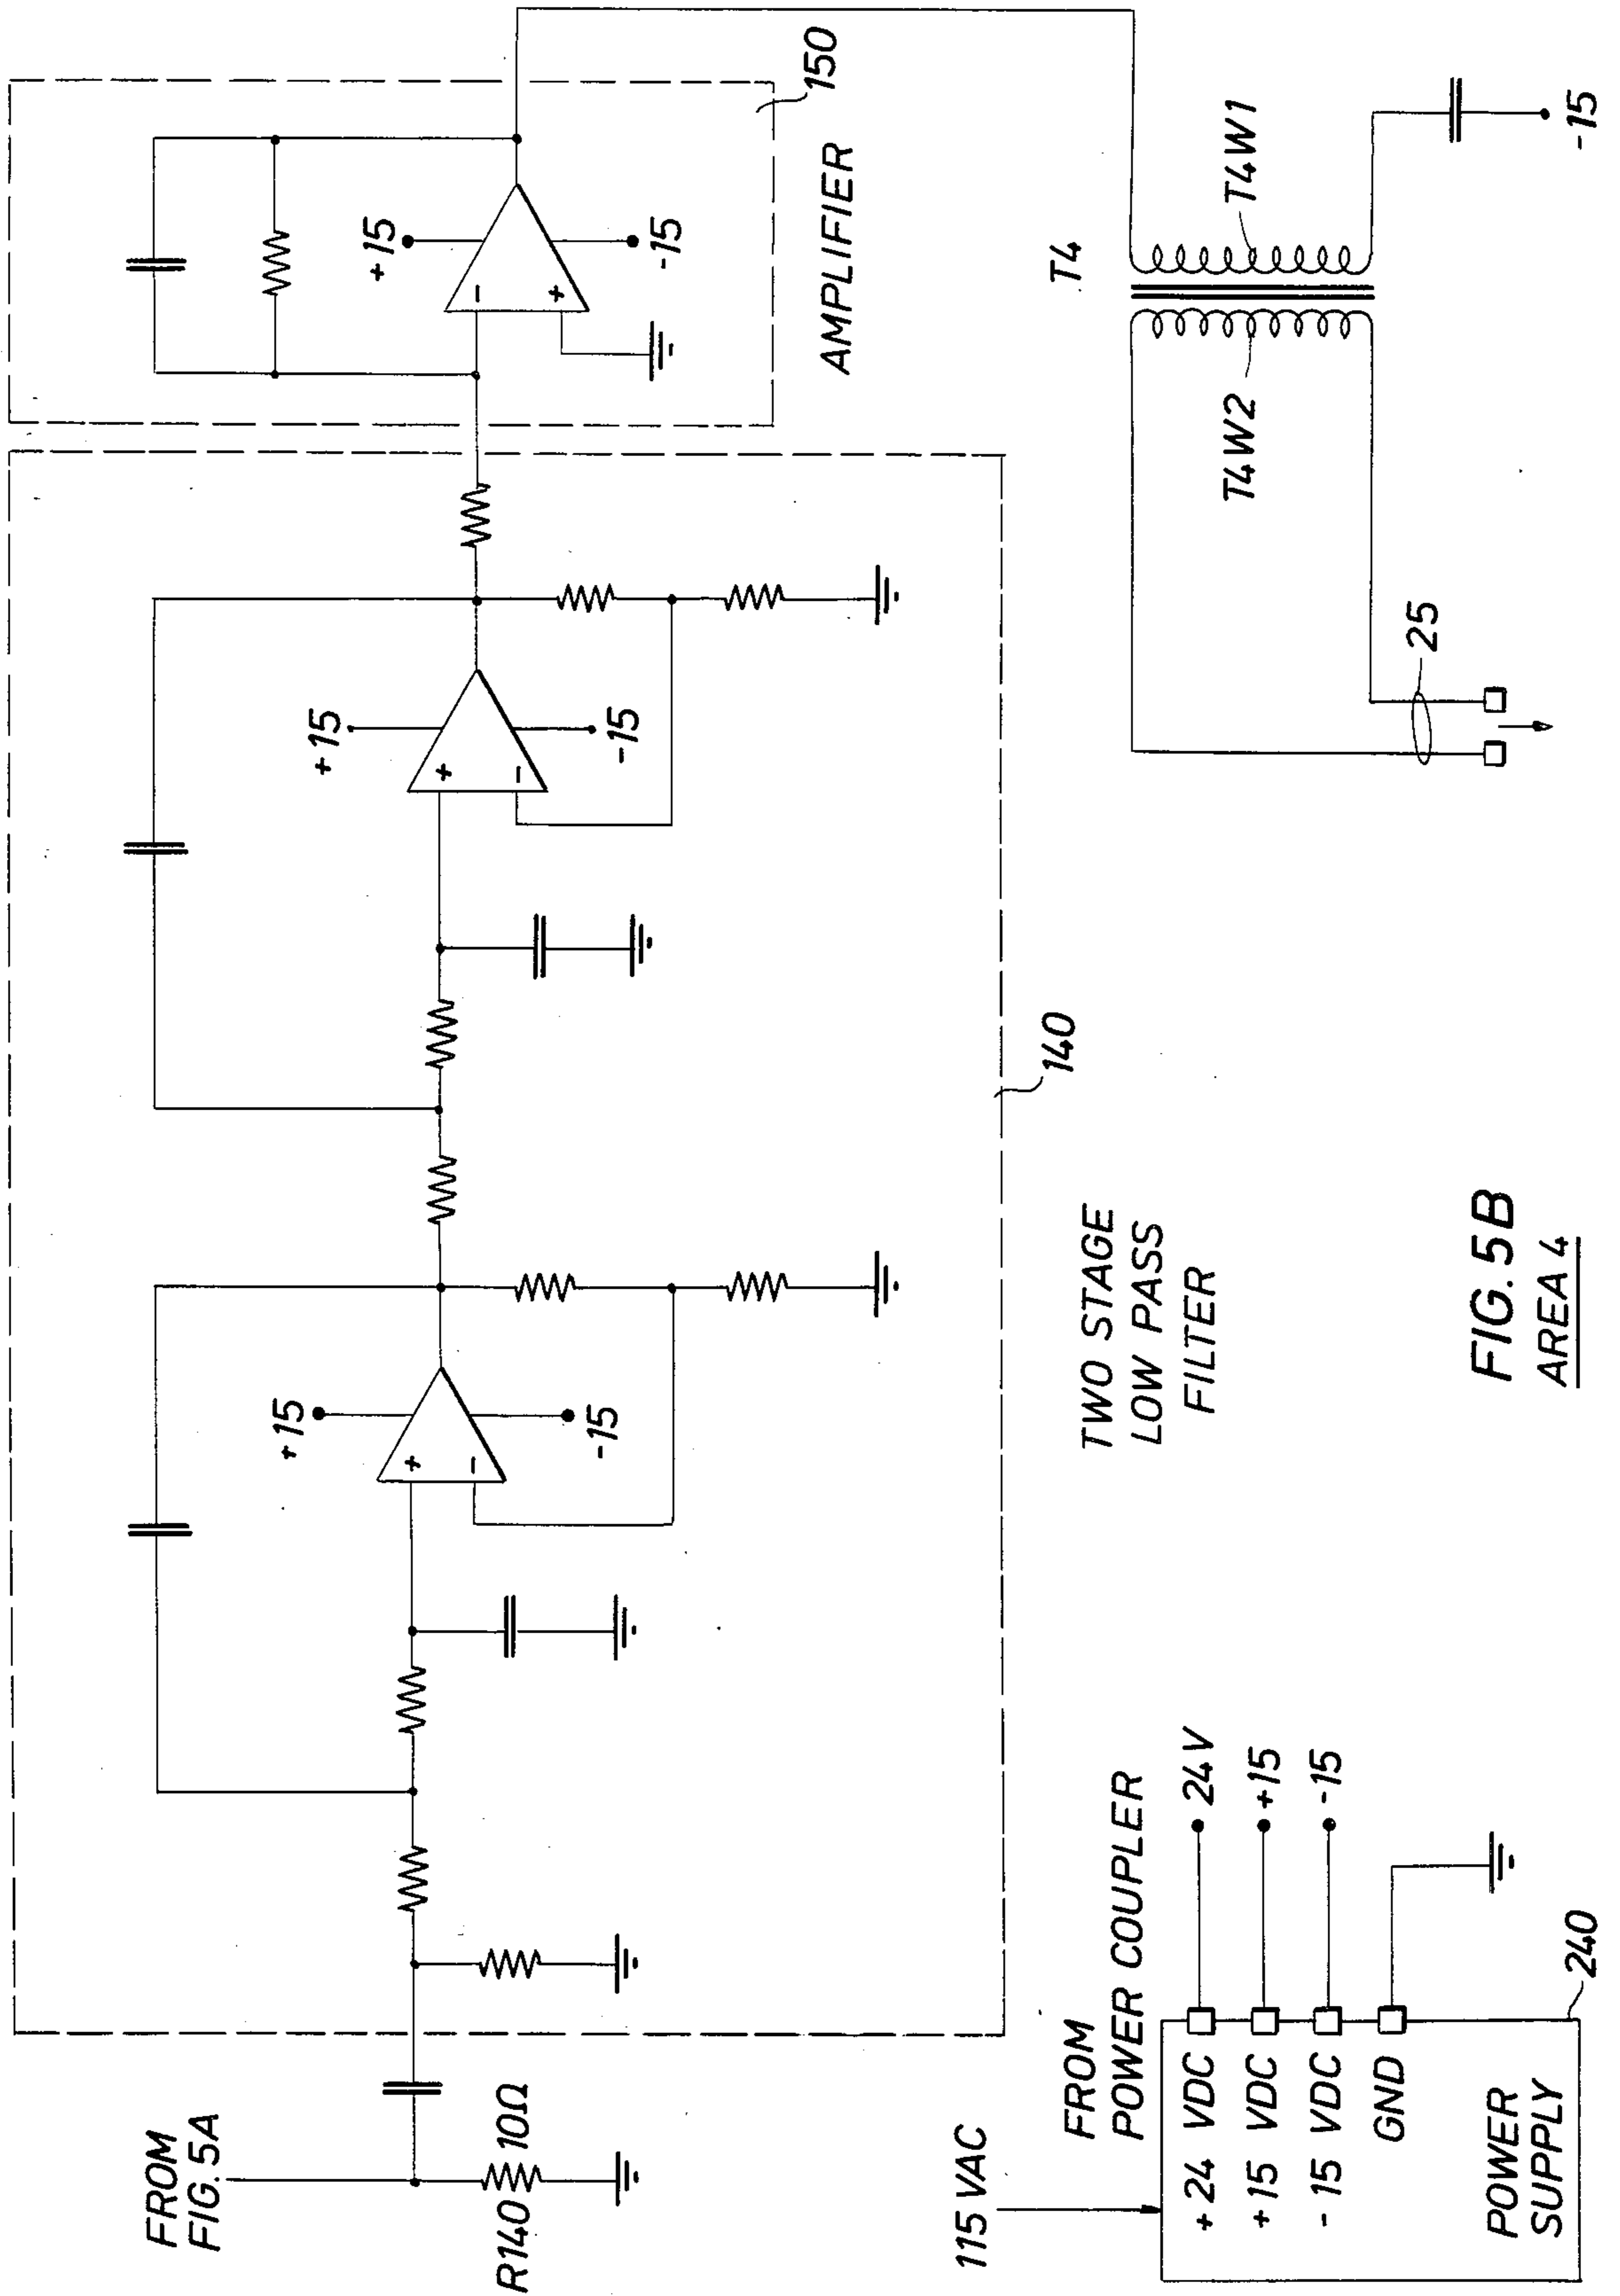 FROM
FIG. 5A
R140 10Ω
+15
+
−
-15
+15
+
−
-15
+15
−
+
-15
150
AMPLIFIER
140
TWO STAGE
LOW PASS
FILTER
T4
T4W2
T4W1
-15
25
115 VAC
FROM
POWER COUPLER
+24 VDC
24V
+15 VDC
+15
-15 VDC
-15
GND
POWER
SUPPLY
240
FIG. 5B
AREA 4